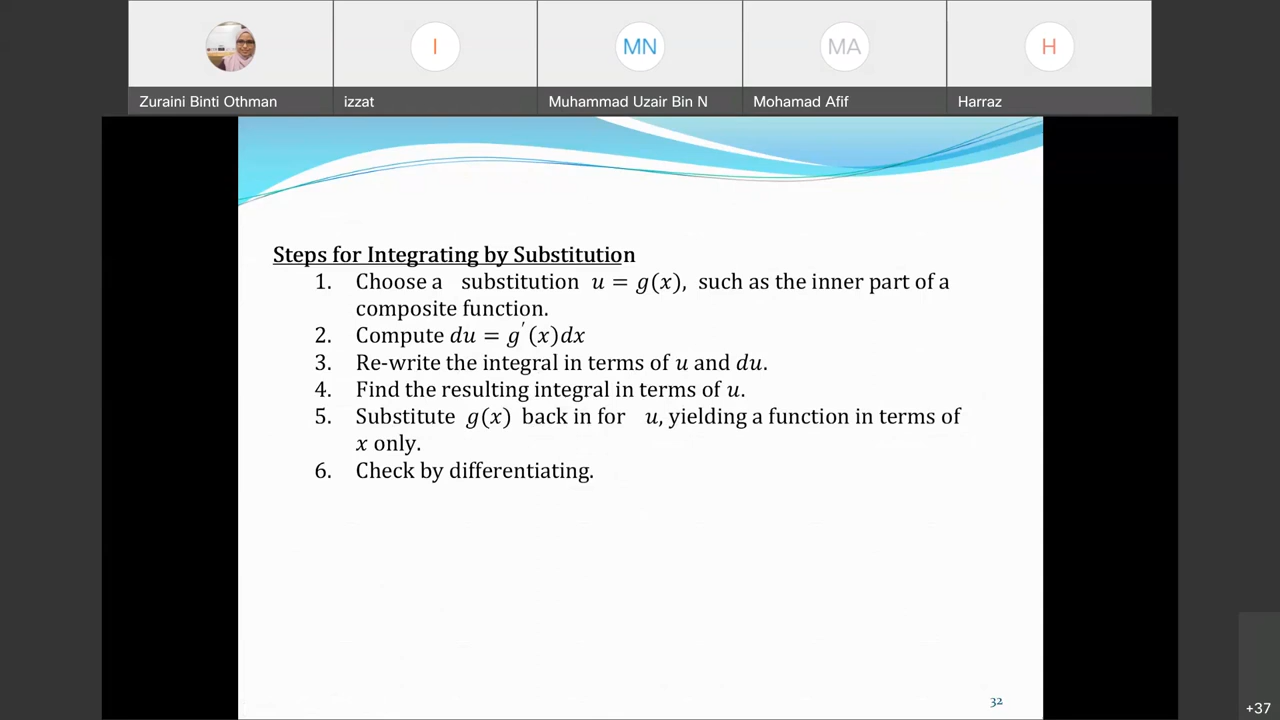 I
MN
MA
H
Zuraini Binti Othman
izzat
Muhammad Uzair Bin N
Mohamad Afif
Harraz
Steps for Integrating by Substitution
1. Choose a substitution u = g(x), such as the inner part of a
composite function.
2. Compute du = g′(x)dx
3. Re-write the integral in terms of u and du.
4. Find the resulting integral in terms of u.
5. Substitute g(x) back in for u, yielding a function in terms of
x only.
6. Check by differentiating.
32
+37